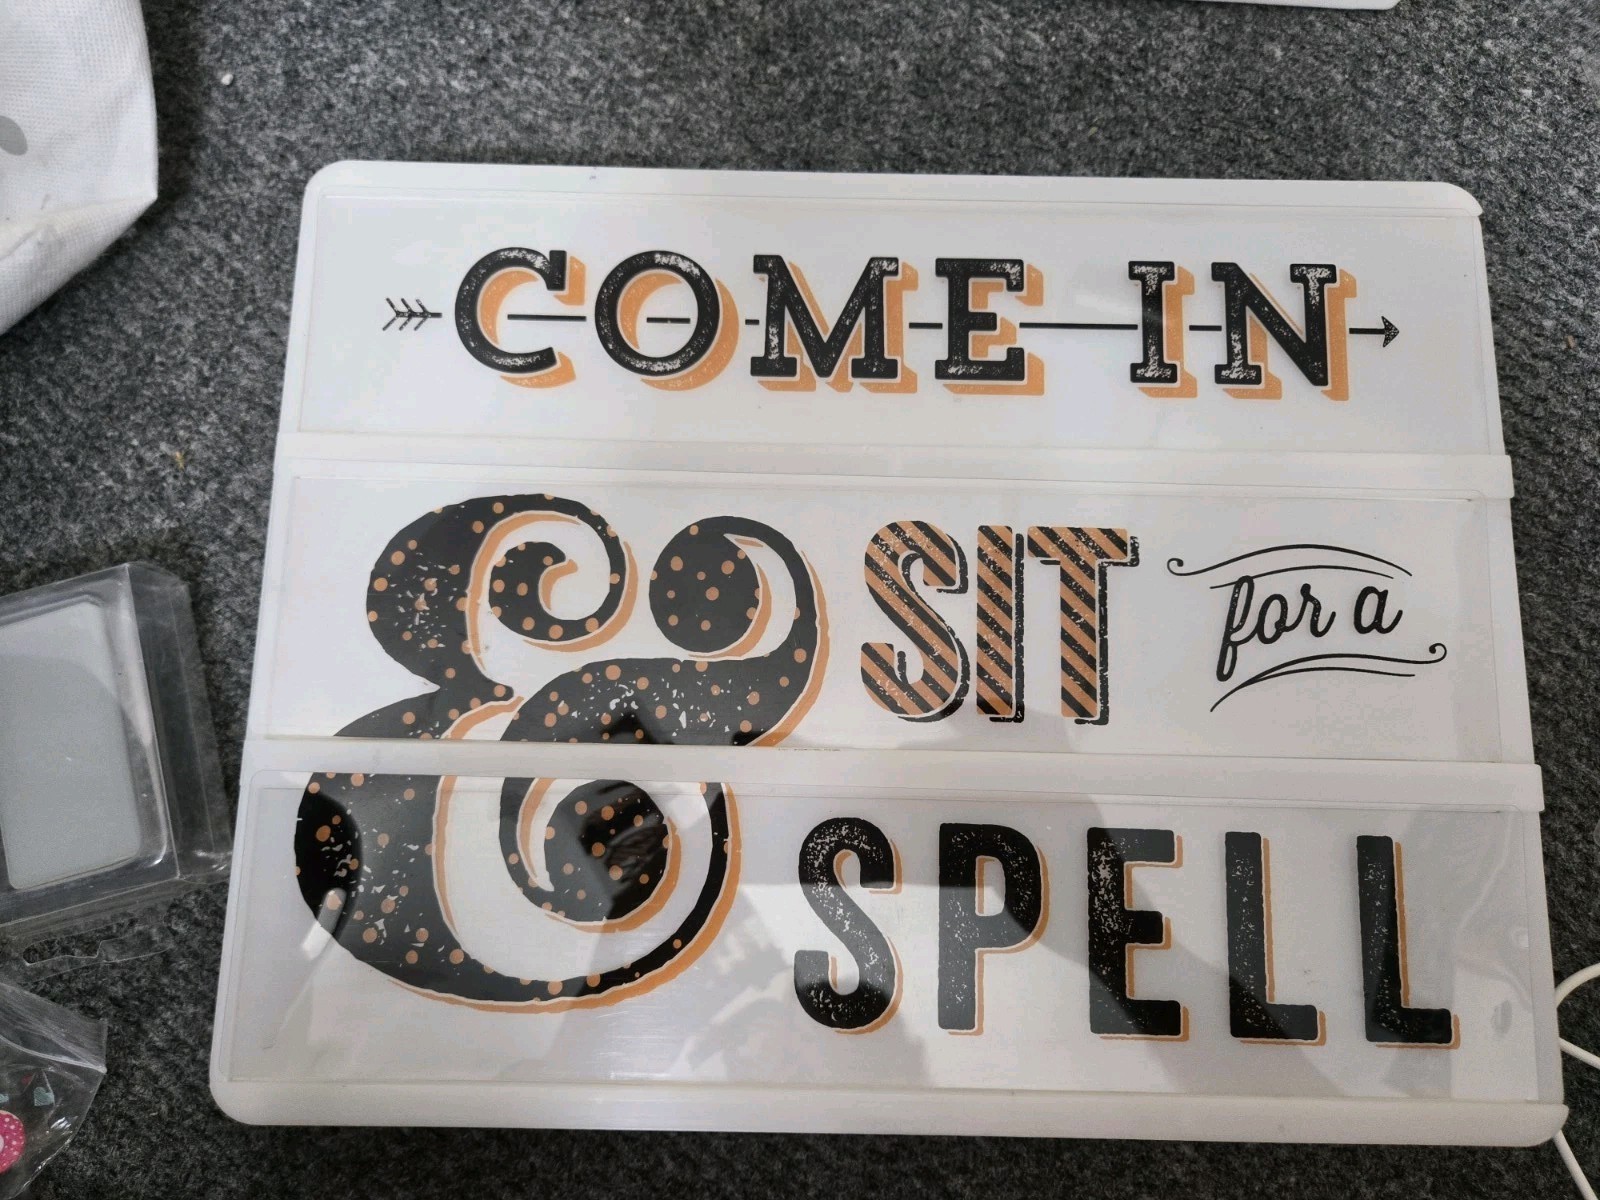 COME IN
& SIT for a
SPELL